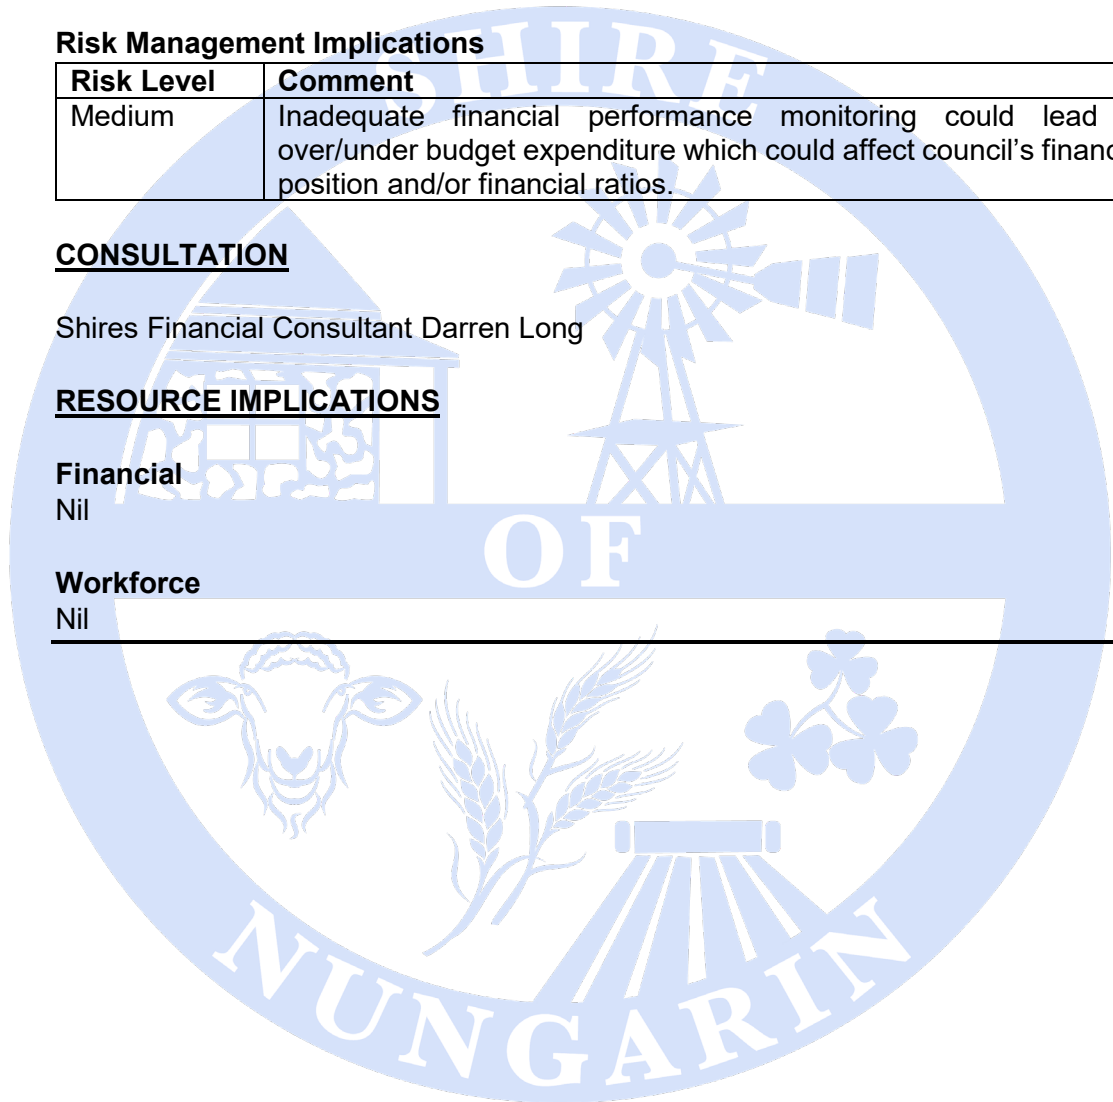 Risk Management Implications
Risk Level Comment
Medium Inadequate financial performance monitoring could lead
over/under budget expenditure which could affect council's
position and/or financial ratios.
CONSULTATION
Shires Financial Consultant Darren Long
RESOURCE IMPLICATIONS
Financial
Nil
OF
Workforce
Nil
SHIRE
NUNGARIN